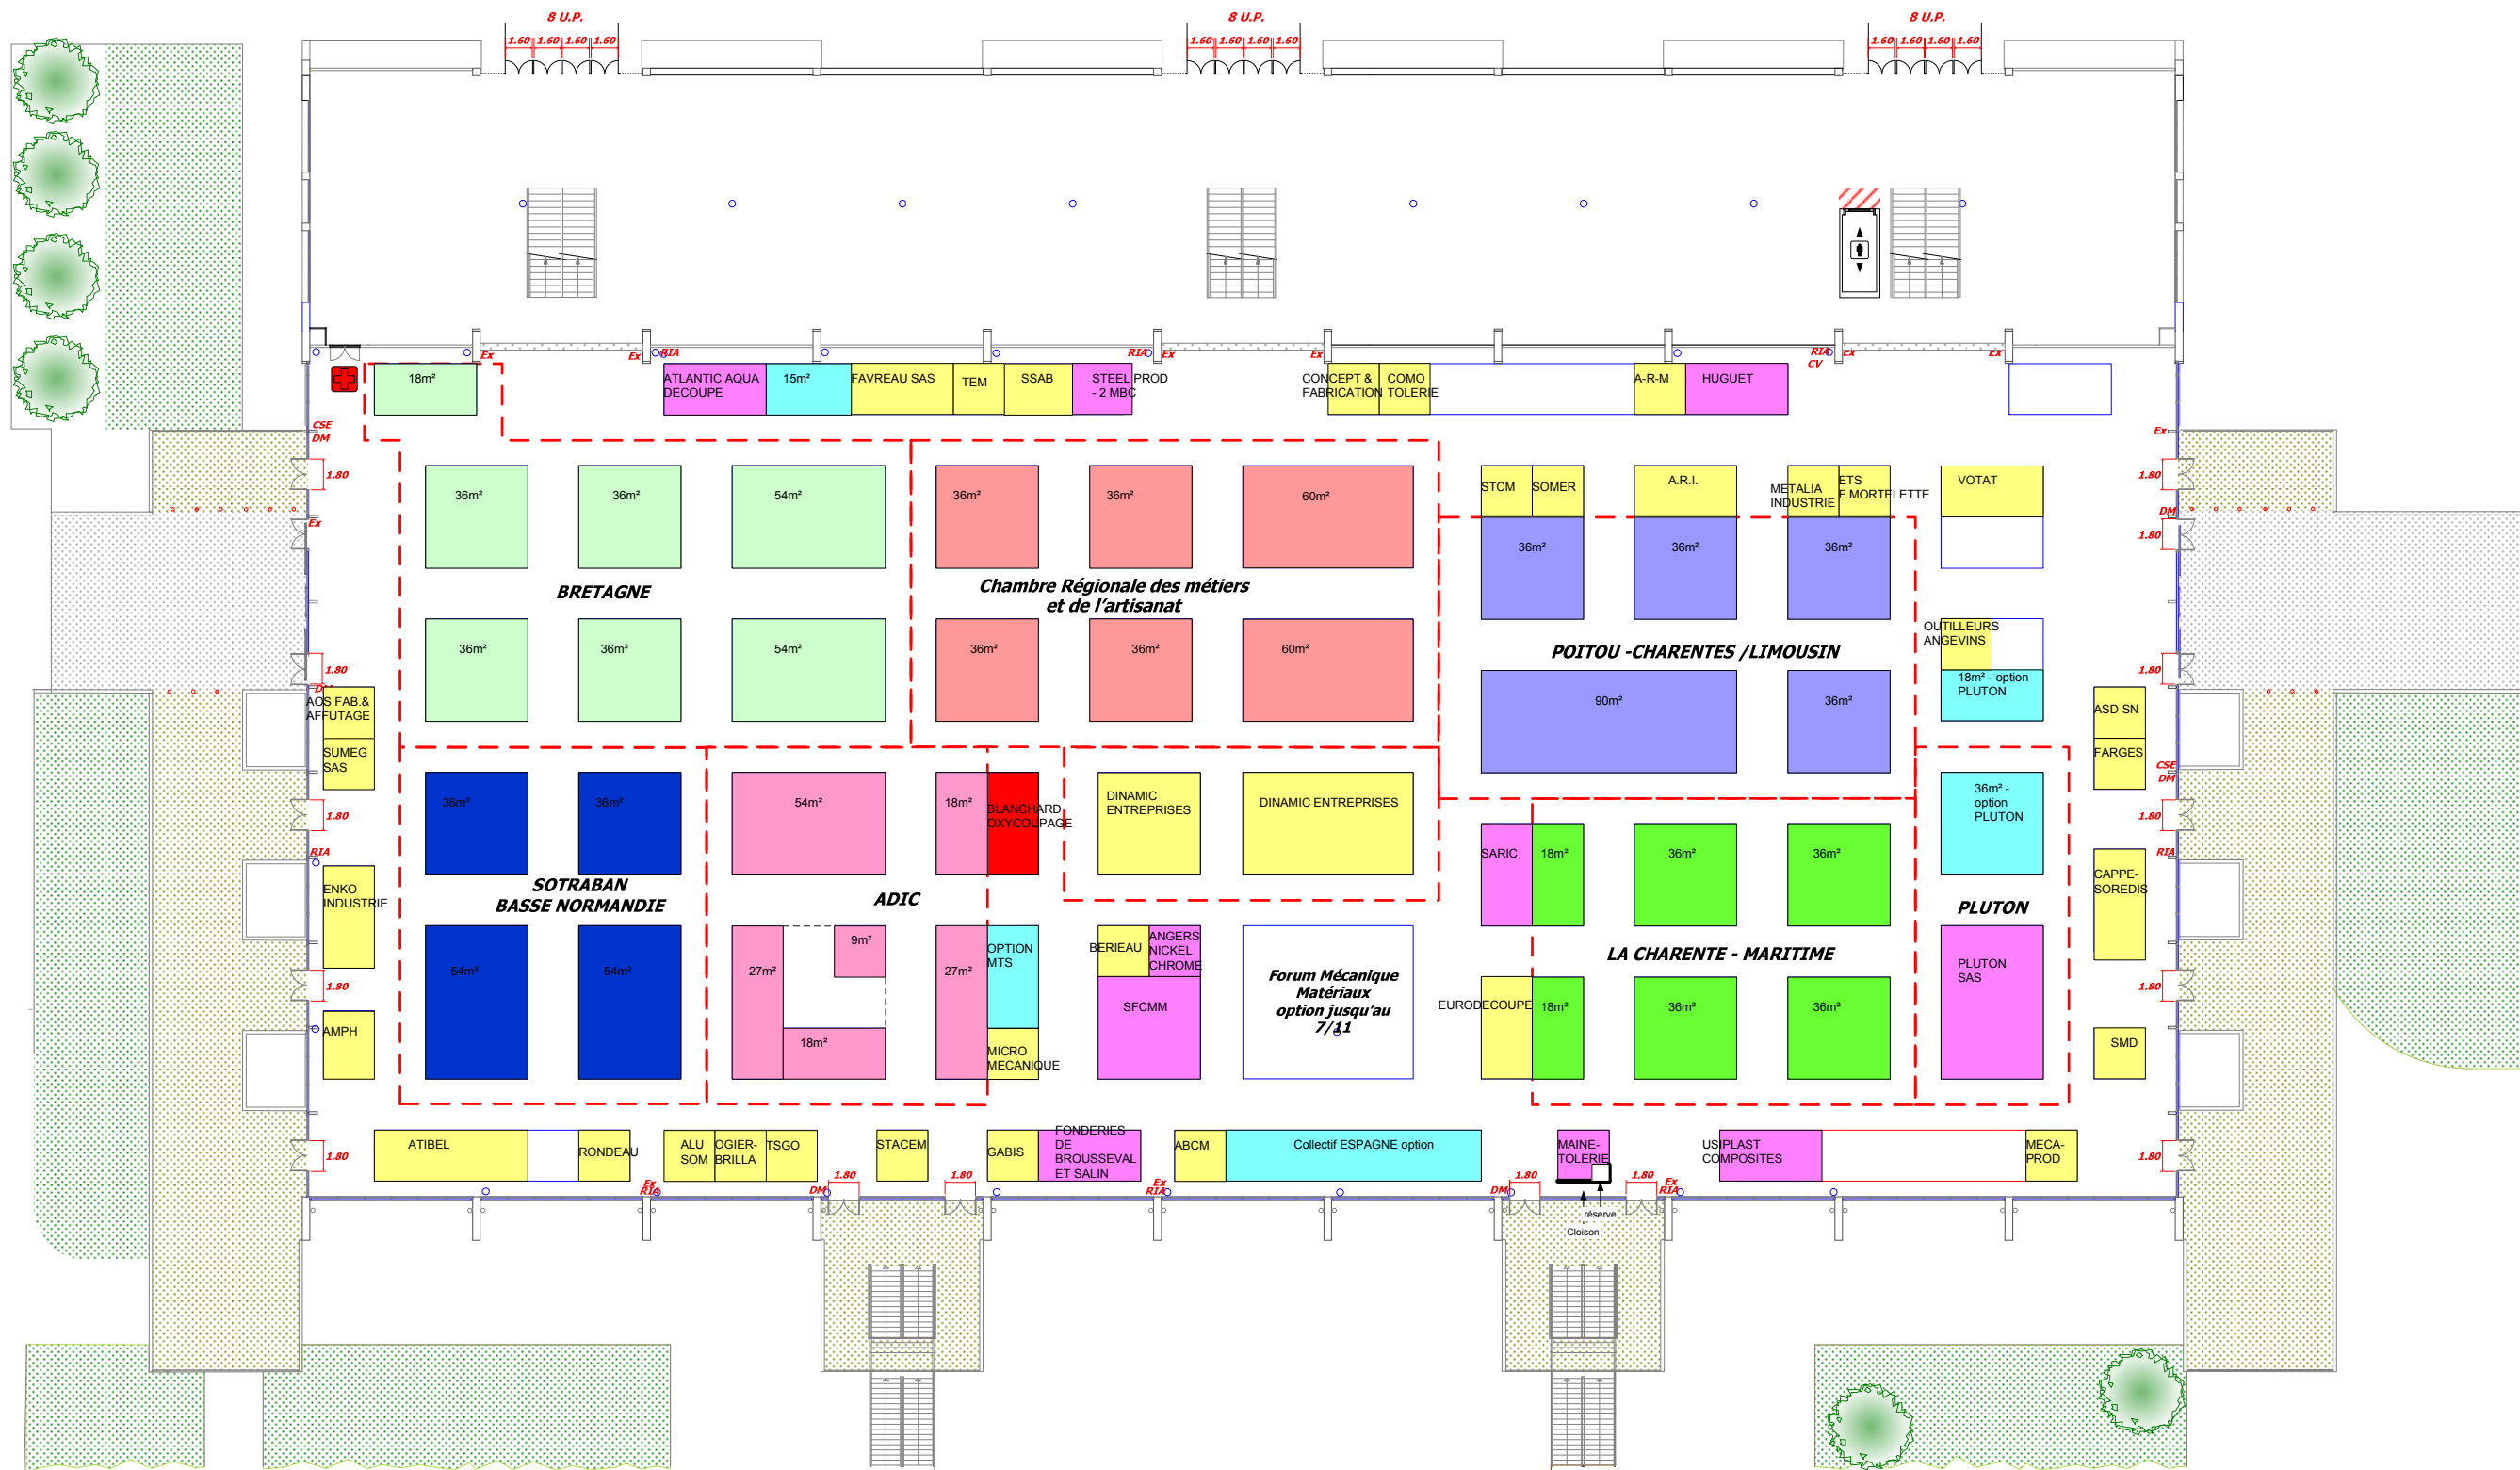 8 U.P.
8 U.P.
8 U.P.
1.60 1.60 1.60 1.60
1.60 1.60 1.60 1.60
1.60 1.60 1.60 1.60
Ex
Ex
RIA
RIA
Ex
Ex
RIA
CV
Ex
Ex
18m²
ATLANTIC AQUA
DECOUPE
15m²
FAVREAU SAS
TEM
SSAB
STEEL PROD
- 2 MBC
CONCEPT &
FABRICATION
COMO
TOLERIE
A-R-M
HUGUET
CSE
DM
1.80
Ex
Ex
1.80
DM
1.80
36m²
36m²
54m²
36m²
36m²
60m²
STCM
SOMER
A.R.I.
METALIA
INDUSTRIE
ETS
F.MORTELETTE
VOTAT
36m²
36m²
36m²
BRETAGNE
Chambre Régionale des métiers
et de l'artisanat
36m²
36m²
54m²
36m²
36m²
60m²
POITOU -CHARENTES /LIMOUSIN
OUTILLEURS
ANGEVINS
18m² - option
PLUTON
90m²
36m²
1.80
DM
1.80
AOS FAB.&
AFFUTAGE
SUMEG
SAS
ASD SN
FARGES
CSE
DM
1.80
1.80
RIA
RIA
36m²
36m²
54m²
18m²
BLANCHARD
OXYCOUPAGE
DINAMIC
ENTREPRISES
DINAMIC ENTREPRISES
36m² -
option
PLUTON
SARIC
18m²
36m²
36m²
ENKO
INDUSTRIE
CAPPE-
SOREDIS
SOTRABAN
BASSE NORMANDIE
ADIC
PLUTON
LA CHARENTE - MARITIME
54m²
54m²
27m²
9m²
18m²
27m²
OPTION
MTS
MICRO
MECANIQUE
BERIEAU
ANGERS
NICKEL
CHROME
SFCMM
Forum Mécanique
Matériaux
option jusqu'au
7/11
EURODECOUPE
18m²
36m²
36m²
PLUTON
SAS
1.80
1.80
AMPH
SMD
1.80
1.80
ATIBEL
RONDEAU
ALU
SOM
OGIER-
BRILLA
TSGO
STACEM
GABIS
FONDERIES
DE
BROUSSEVAL
ET SALIN
ABCM
Collectif ESPAGNE option
MAINE-
TOLERIE
USIPLAST
COMPOSITES
MECA-
PROD
Ex
RIA
DM
1.80
1.80
Ex
RIA
DM
1.80
1.80
Ex
RIA
réserve
Cloison